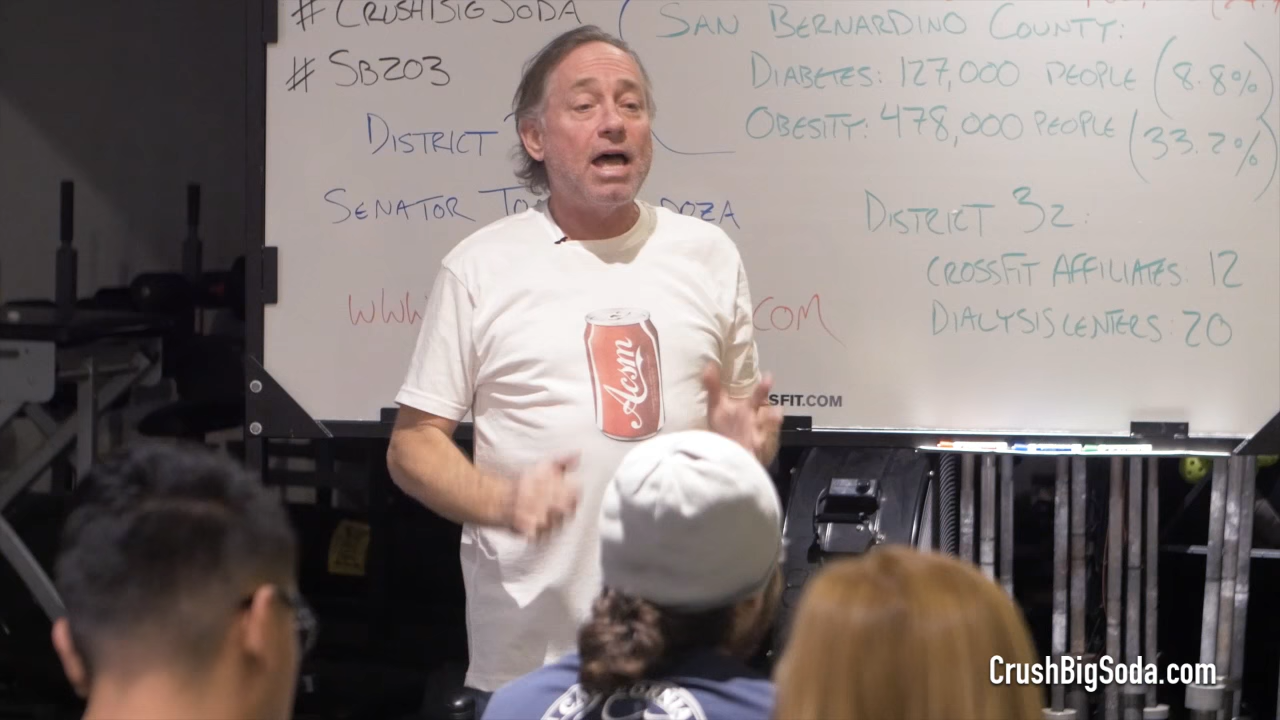 # CRUSHBIGSODA
# SB203
DISTRICT
SENATOR
DOZA
WWW
COM
SAN BERNARDINO COUNTY:
DIABETES: 127,000 PEOPLE (8.8%)
OBESITY: 478,000 PEOPLE (33.2%)
DISTRICT 32:
CROSSFIT AFFILIATES: 12
DIALYSIS CENTERS: 20
SFIT.COM
Acsm
CrushBigSoda.com